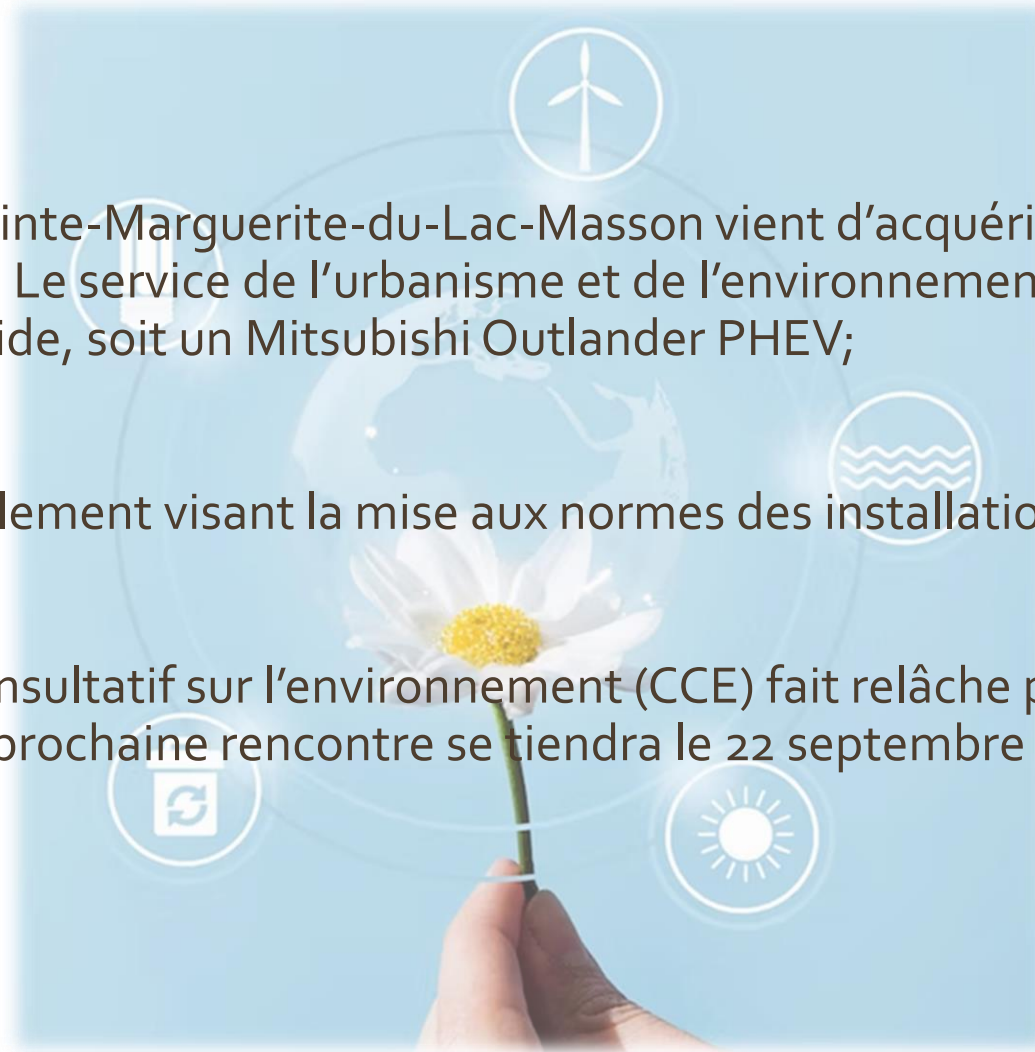 inte-Marguerite-du-Lac-Masson vient d’acquéri
Le service de l’urbanisme et de l’environnemen
ide, soit un Mitsubishi Outlander PHEV;
lement visant la mise aux normes des installatio
nsultatif sur l’environnement (CCE) fait relâche p
prochaine rencontre se tiendra le 22 septembre